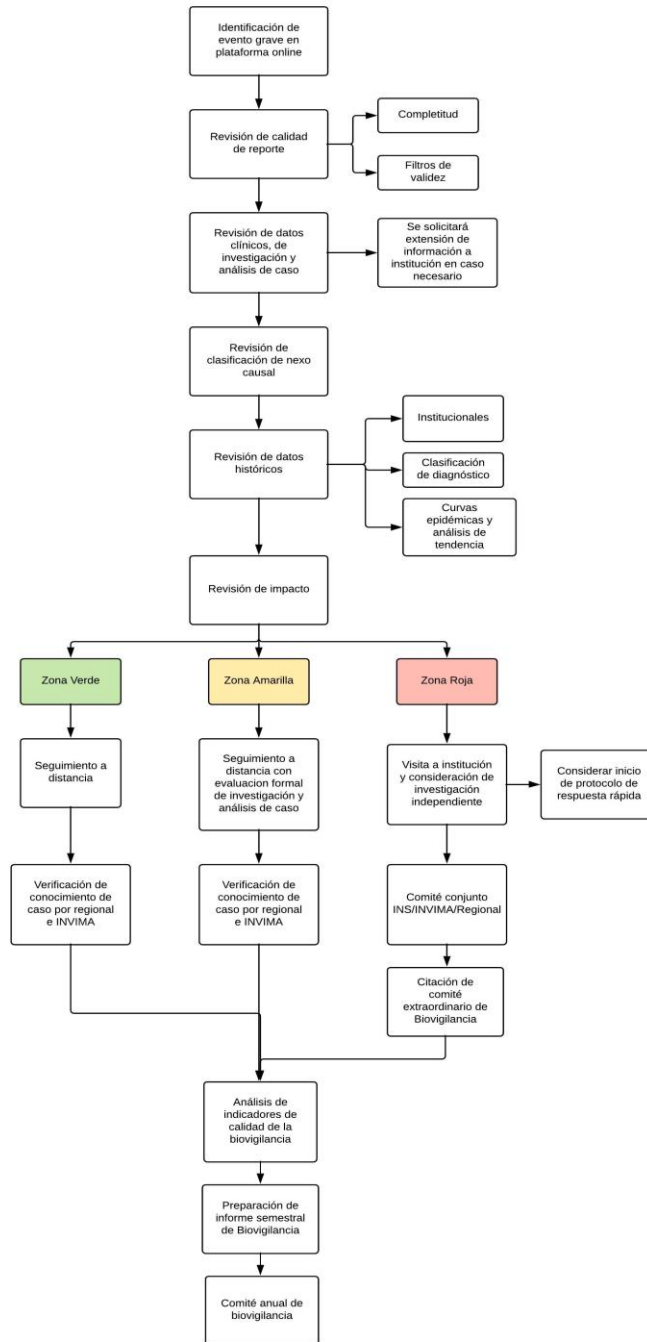 Identificación de
evento grave en
plataforma online
Revisión de calidad
de reporte
Completitud
Filtros de
validez
Revisión de datos
clínicos, de
investigación y
análisis de caso
Se solicitará
extensión de
información a
institución en caso
necesario
Revisión de
clasificación de nexo
causal
Revisión de datos
históricos
Institucionales
Clasificación
de diagnóstico
Curvas
epidémicas y
análisis de
tendencia
Revisión de impacto
Zona Verde
Zona Amarilla
Zona Roja
Seguimiento a
distancia
Seguimiento a
distancia con
evaluacion formal
de investigación y
análisis de caso
Visita a institución
y consideración de
investigación
independiente
Considerar inicio
de protocolo de
respuesta rápida
Verificación de
conocimiento de
caso por regional
e INVIMA
Verificación de
conocimiento de
caso por regional
e INVIMA
Comité conjunto
INS/INVIMA/Regional
Citación de
comité
extraordinario de
Biovigilancia
Análisis de
indicadores de
calidad de la
biovigilancia
Preparación de
informe semestral
de Biovigilancia
Comité anual de
biovigilancia